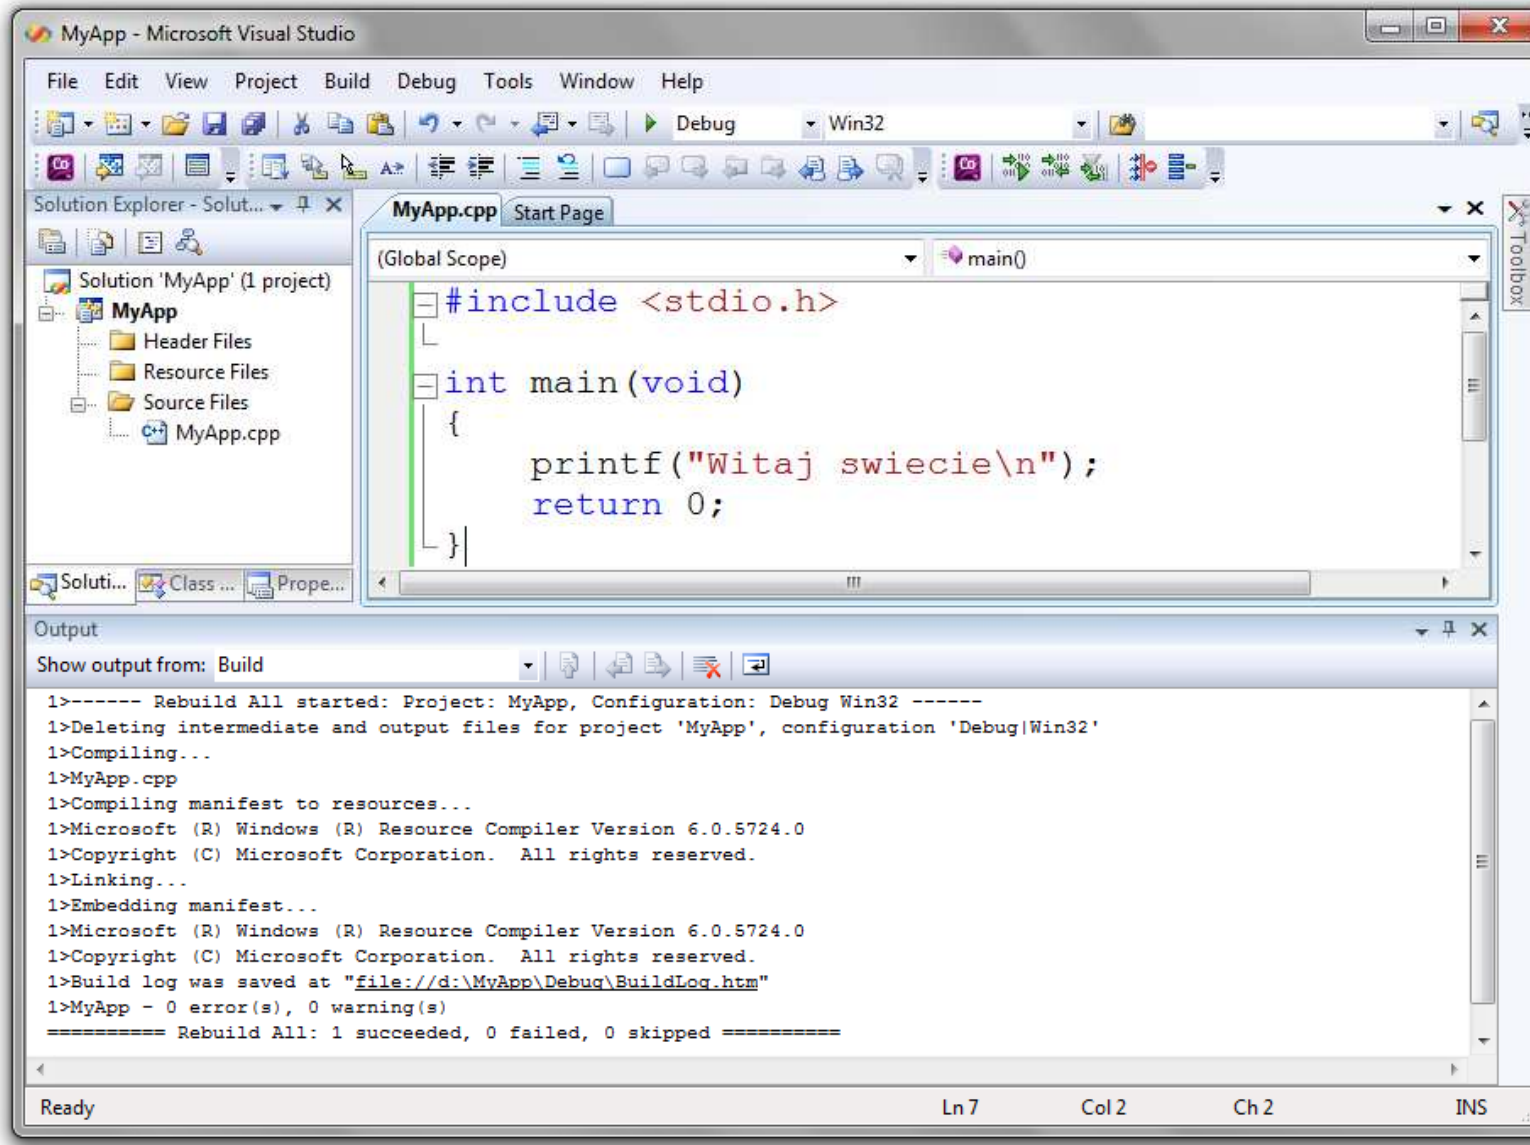 MyApp - Microsoft Visual Studio
File Edit View Project Build Debug Tools Window Help
Debug Win32
Solution Explorer - Solut...
MyApp.cpp Start Page
Toolbox
(Global Scope) main()
Solution 'MyApp' (1 project)
MyApp
Header Files
Resource Files
Source Files
MyApp.cpp
#include <stdio.h>
int main(void)
{
printf("Witaj swiecie\n");
return 0;
}
Soluti... Class ... Prope...
Output
Show output from: Build
1>------ Rebuild All started: Project: MyApp, Configuration: Debug Win32 ------
1>Deleting intermediate and output files for project 'MyApp', configuration 'Debug|Win32'
1>Compiling...
1>MyApp.cpp
1>Compiling manifest to resources...
1>Microsoft (R) Windows (R) Resource Compiler Version 6.0.5724.0
1>Copyright (C) Microsoft Corporation.  All rights reserved.
1>Linking...
1>Embedding manifest...
1>Microsoft (R) Windows (R) Resource Compiler Version 6.0.5724.0
1>Copyright (C) Microsoft Corporation.  All rights reserved.
1>Build log was saved at "file://d:\MyApp\Debug\BuildLog.htm"
1>MyApp - 0 error(s), 0 warning(s)
========== Rebuild All: 1 succeeded, 0 failed, 0 skipped ==========
Ready Ln 7 Col 2 Ch 2 INS